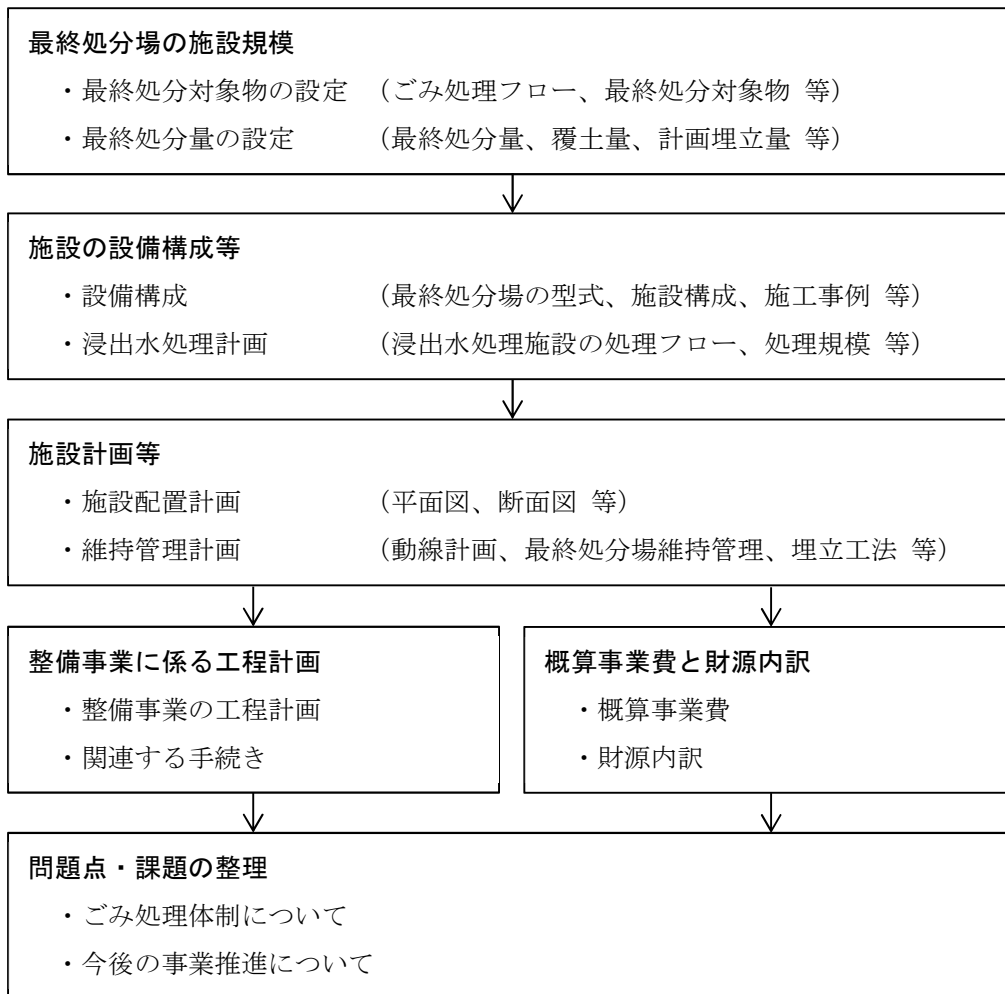 最終処分場の施設規模
・最終処分対象物の設定 （ごみ処理フロー、最終処分対象物 等）
・最終処分量の設定 （最終処分量、覆土量、計画埋立量 等）
施設の設備構成等
・設備構成 （最終処分場の型式、施設構成、施工事例 等）
・浸出水処理計画 （浸出水処理施設の処理フロー、処理規模 等）
施設計画等
・施設配置計画 （平面図、断面図 等）
・維持管理計画 （動線計画、最終処分場維持管理、埋立工法 等）
整備事業に係る工程計画
・整備事業の工程計画
・関連する手続き
概算事業費と財源内訳
・概算事業費
・財源内訳
問題点・課題の整理
・ごみ処理体制について
・今後の事業推進について